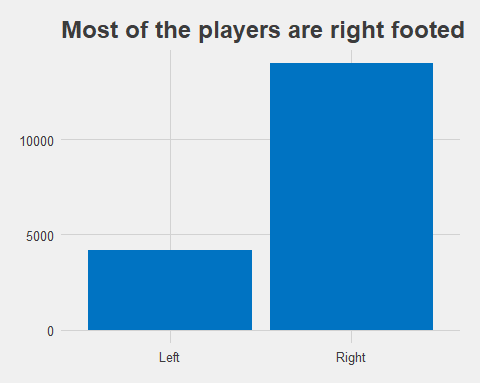 Most of the players are right footed
10000
5000
0
Left Right